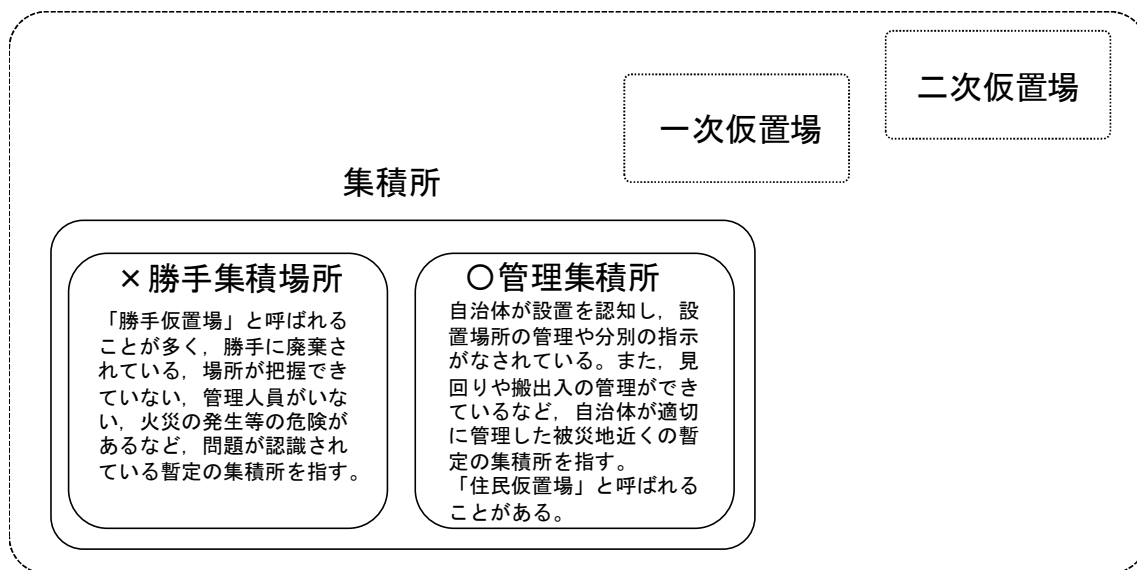 二次仮置場
一次仮置場
集積所
×勝手集積場所
「勝手仮置場」と呼ばれる
ことが多く，勝手に廃棄さ
れている，場所が把握でき
ていない，管理人員がいな
い，火災の発生等の危険が
あるなど，問題が認識され
ている暫定の集積所を指す。
〇管理集積所
自治体が設置を認知し，設
置場所の管理や分別の指示
がなされている。また，見
回りや搬出入の管理ができ
ているなど，自治体が適切
に管理した被災地近くの暫
定の集積所を指す。
「住民仮置場」と呼ばれる
ことがある。